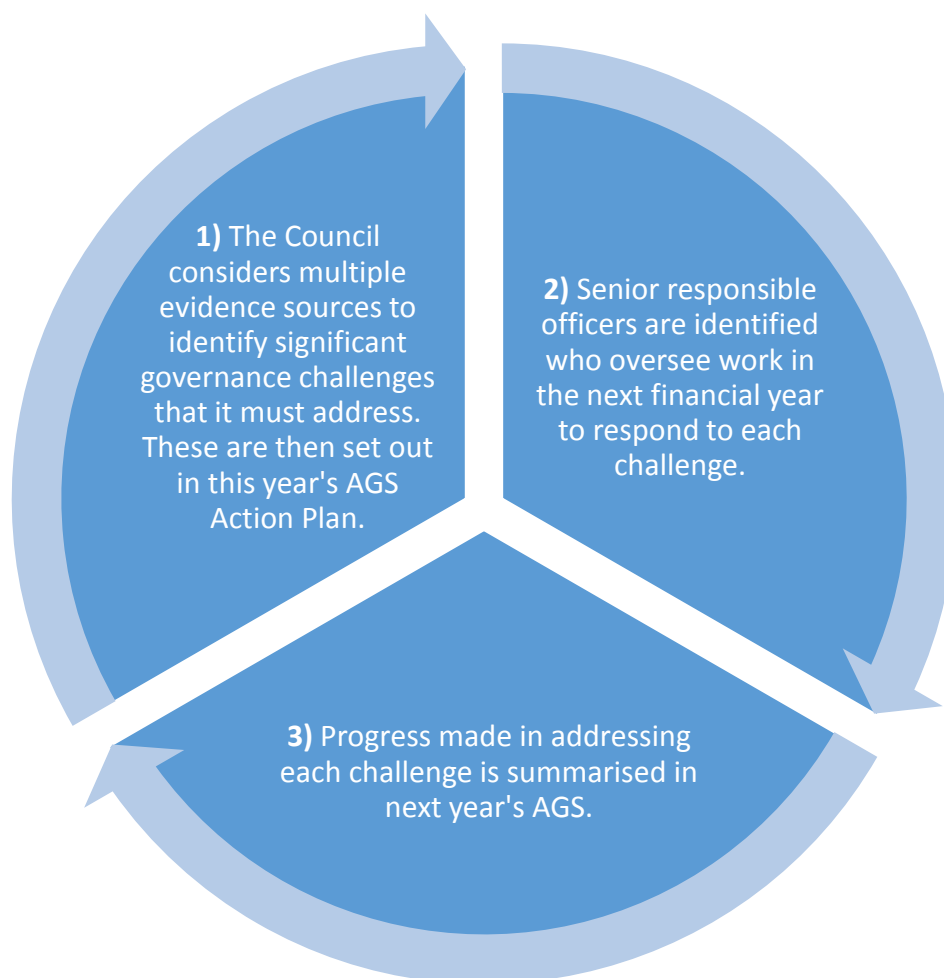 1) The Council
considers multiple
evidence sources to
identify significant
governance challenges
that it must address.
These are then set out
in this year's AGS
Action Plan.
2) Senior responsible
officers are identified
who oversee work in
the next financial year
to respond to each
challenge.
3) Progress made in addressing
each challenge is summarised in
next year's AGS.